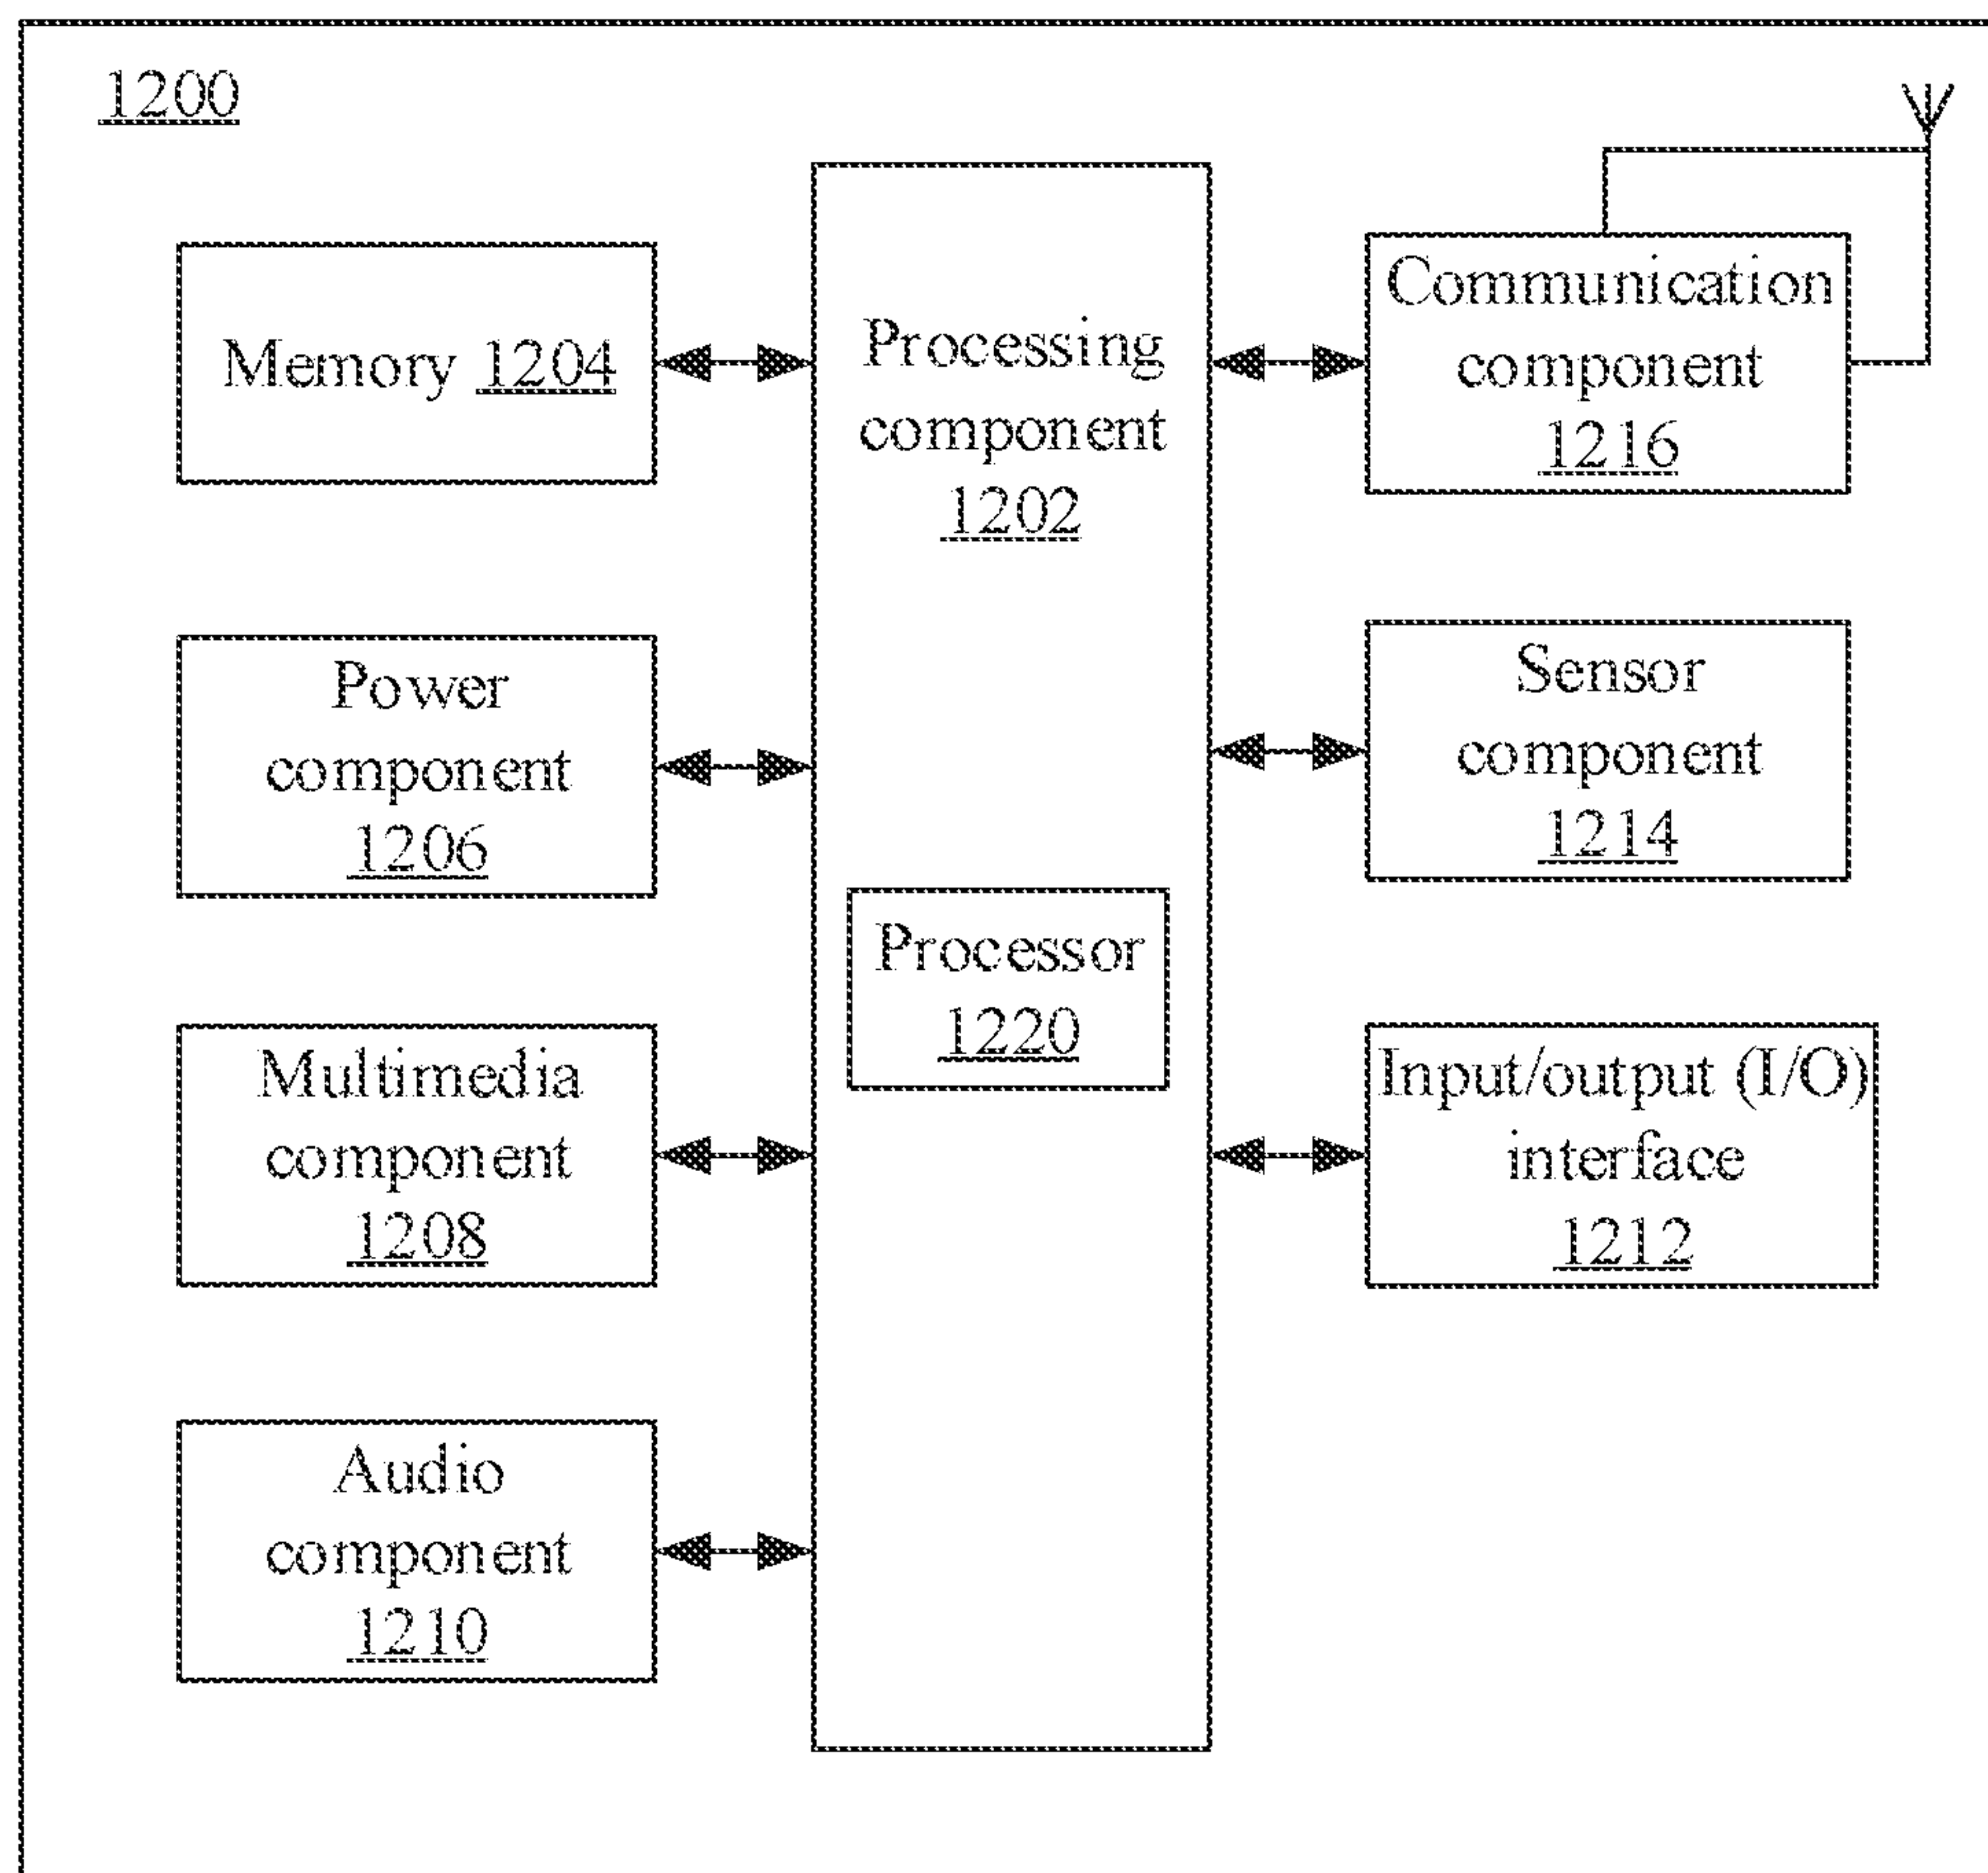 1200
Memory 1204
Power
component
1206
Multimedia
component
1208
Audio
component
1210
Processing
component
1202
Processor
1220
Communication
component
1216
Sensor
component
1214
Input/output (I/O)
interface
1212